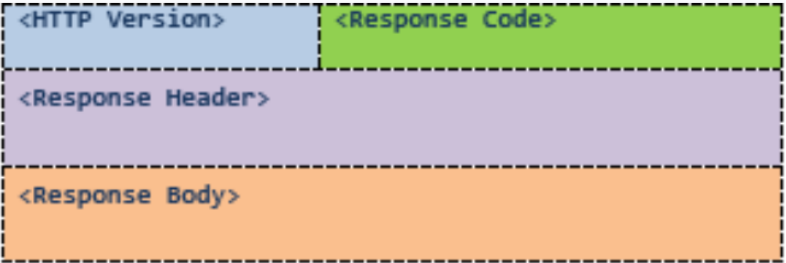 <HTTP Version> <Response Code>
<Response Header>
<Response Body>